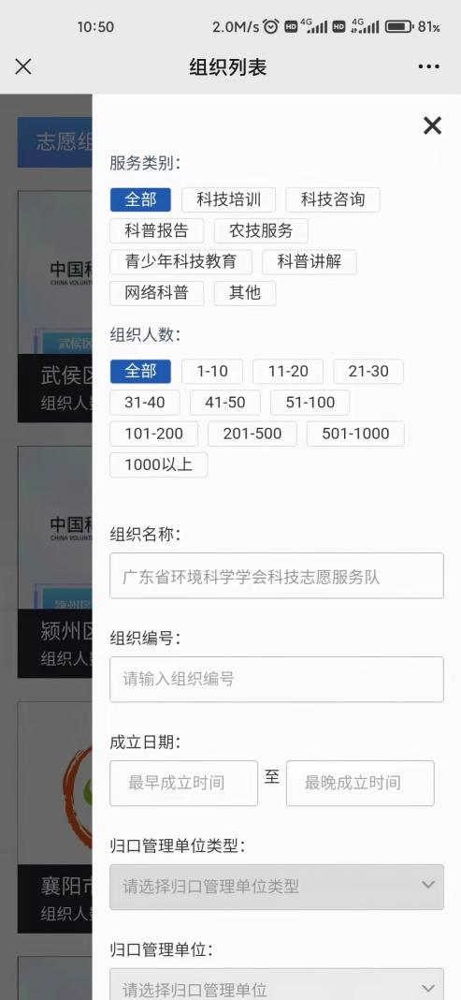 10:50
2.0M/s HD 4G HD 4G 81%
组织列表
志愿组
服务类别：
全部 科技培训 科技咨询
科普报告 农技服务
青少年科技教育 科普讲解
网络科普 其他
组织人数：
全部 1-10 11-20 21-30
31-40 41-50 51-100
101-200 201-500 501-1000
1000以上
组织名称：
广东省环境科学学会科技志愿服务队
组织编号：
请输入组织编号
成立日期：
最早成立时间 至 最晚成立时间
归口管理单位类型：
请选择归口管理单位类型
归口管理单位：
请选择归口管理单位
中国科
CHINA VOLUNT
武侯区
武侯区
组织人数
中国科
CHINA VOLUNT
颍州区
颍州区
组织人数
襄阳市
组织人数
中国科